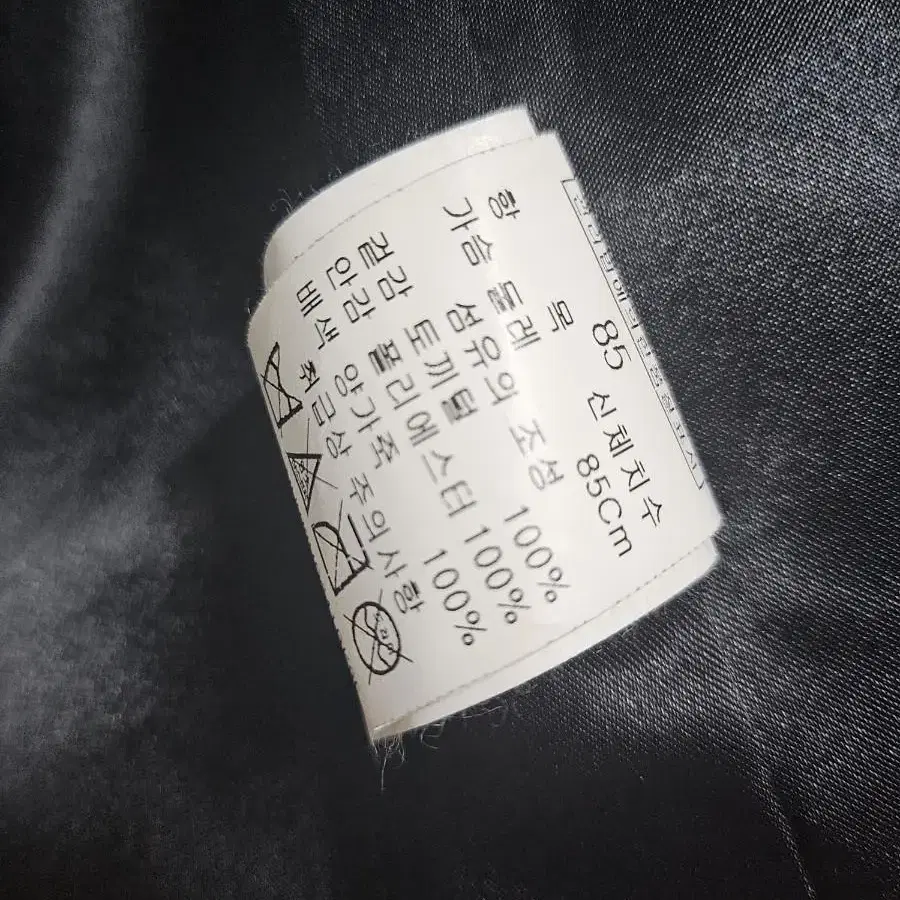 85
항 목 신체치수
가슴둘레 85Cm
섬유의 조성
겉감 토끼털 100%
안감 폴리에스터 100%
배색 양가죽 100%
취급상 주의사항